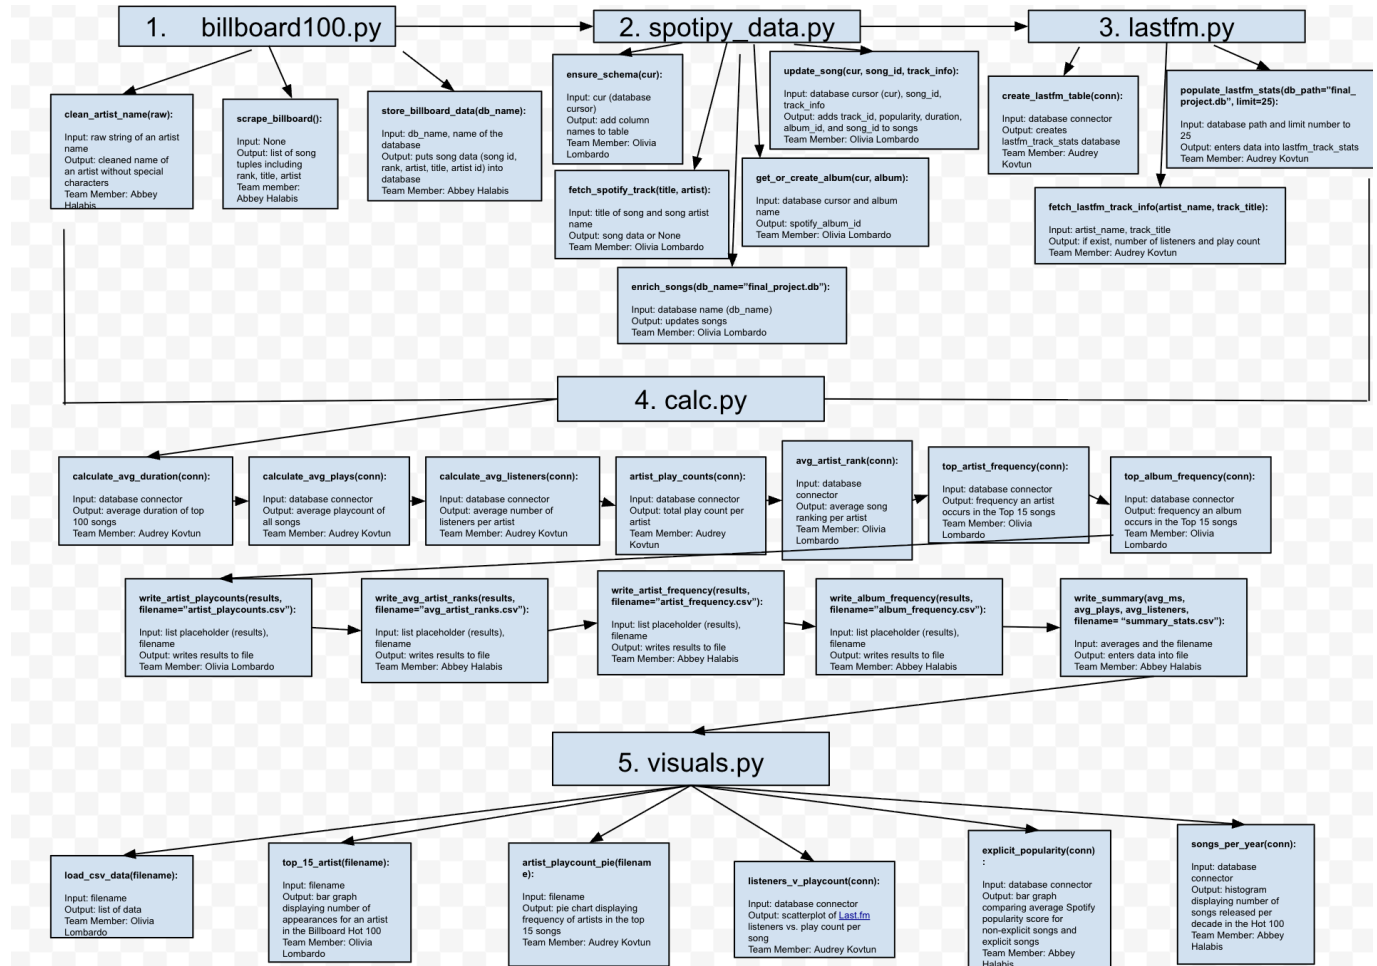 1. billboard100.py
2. spotipy_data.py
3. lastfm.py
clean_artist_name(raw):
Input: raw string of an artist
name
Output: cleaned name of
an artist without special
characters
Team Member: Abbey
Halabis
scrape_billboard():
Input: None
Output: list of song
tuples including
rank, title, artist
Team member:
Abbey Halabis
store_billboard_data(db_name):
Input: db_name, name of the
database
Output: puts song data (song id,
rank, artist, title, artist id) into
database
Team Member: Abbey Halabis
ensure_schema(cur):
Input: cur (database
cursor)
Output: add column
names to table
Team Member: Olivia
Lombardo
fetch_spotify_track(title, artist):
Input: title of song and song artist
name
Output: song data or None
Team Member: Olivia Lombardo
update_song(cur, song_id, track_info):
Input: database cursor (cur), song_id,
track_info
Output: adds track_id, popularity, duration,
album_id, and song_id to songs
Team Member: Olivia Lombardo
get_or_create_album(cur, album):
Input: database cursor and album
name
Output: spotify_album_id
Team Member: Olivia Lombardo
enrich_songs(db_name="final_project.db"):
Input: database name (db_name)
Output: updates songs
Team Member: Olivia Lombardo
create_lastfm_table(conn):
Input: database connector
Output: creates
lastfm_track_stats database
Team Member: Audrey
Kovtun
populate_lastfm_stats(db_path="final_
project.db", limit=25):
Input: database path and limit number to
25
Output: enters data into lastfm_track_stats
Team Member: Audrey Kovtun
fetch_lastfm_track_info(artist_name, track_title):
Input: artist_name, track_title
Output: if exist, number of listeners and play count
Team Member: Audrey Kovtun
4. calc.py
calculate_avg_duration(conn):
Input: database connector
Output: average duration of top
100 songs
Team Member: Audrey Kovtun
calculate_avg_plays(conn):
Input: database connector
Output: average playcount of
all songs
Team Member: Audrey Kovtun
calculate_avg_listeners(conn):
Input: database connector
Output: average number of
listeners per artist
Team Member: Audrey Kovtun
artist_play_counts(conn):
Input: database connector
Output: total play count per
artist
Team Member: Audrey
Kovtun
avg_artist_rank(conn):
Input: database
connector
Output: average song
ranking per artist
Team Member: Olivia
Lombardo
top_artist_frequency(conn):
Input: database connector
Output: frequency an artist
occurs in the Top 15 songs
Team Member: Olivia
Lombardo
top_album_frequency(conn):
Input: database connector
Output: frequency an album
occurs in the Top 15 songs
Team Member: Olivia
Lombardo
write_artist_playcounts(results,
filename="artist_playcounts.csv"):
Input: list placeholder (results),
filename
Output: writes results to file
Team Member: Olivia Lombardo
write_avg_artist_ranks(results,
filename="avg_artist_ranks.csv"):
Input: list placeholder (results),
filename
Output: writes results to file
Team Member: Abbey Halabis
write_artist_frequency(results,
filename="artist_frequency.csv"):
Input: list placeholder (results),
filename
Output: writes results to file
Team Member: Abbey Halabis
write_album_frequency(results,
filename="album_frequency.csv"):
Input: list placeholder (results),
filename
Output: writes results to file
Team Member: Abbey Halabis
write_summary(avg_ms,
avg_plays, avg_listeners,
filename= "summary_stats.csv"):
Input: averages and the filename
Output: enters data into file
Team Member: Abbey Halabis
5. visuals.py
load_csv_data(filename):
Input: filename
Output: list of data
Team Member: Olivia
Lombardo
top_15_artist(filename):
Input: filename
Output: bar graph
displaying number of
appearances for an artist
in the Billboard Hot 100
Team Member: Olivia
Lombardo
artist_playcount_pie(filenam
e):
Input: filename
Output: pie chart displaying
frequency of artists in the top
15 songs
Team Member: Audrey Kovtun
listeners_v_playcount(conn):
Input: database connector
Output: scatterplot of Last.fm
listeners vs. play count per
song
Team Member: Audrey Kovtun
explicit_popularity(conn)
:
Input: database connector
Output: bar graph
comparing average Spotify
popularity score for
non-explicit songs and
explicit songs
Team Member: Abbey
Halabis
songs_per_year(conn):
Input: database
connector
Output: histogram
displaying number of
songs released per
decade in the Hot 100
Team Member: Abbey
Halabis